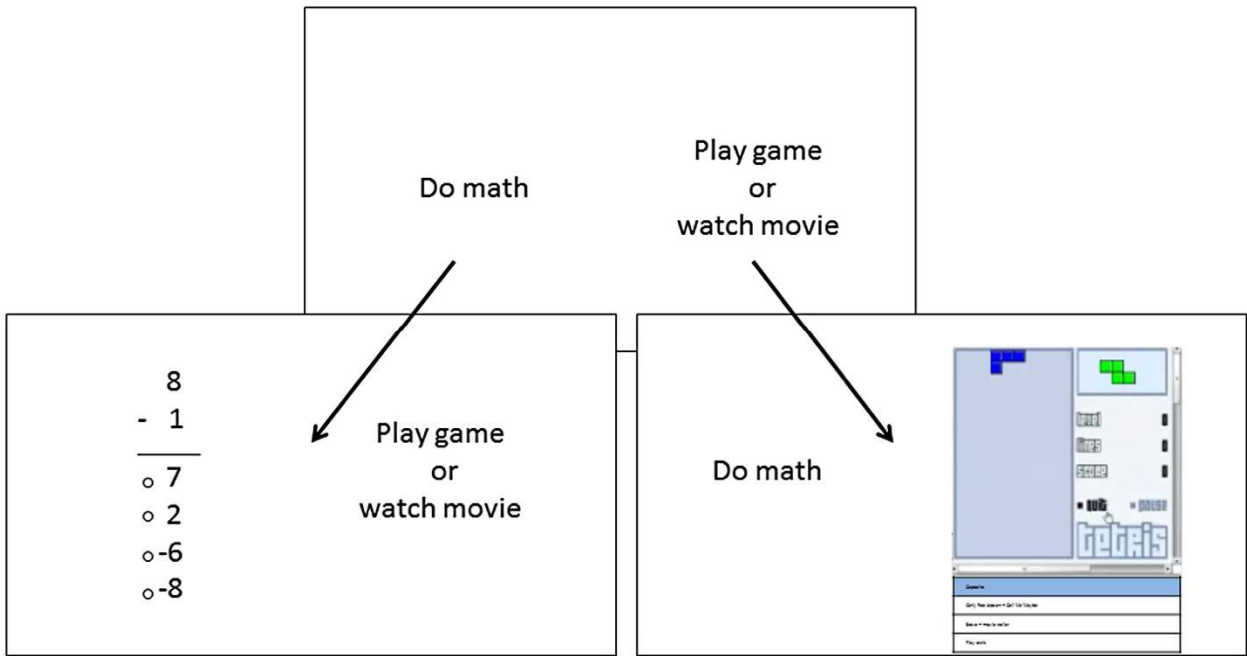 Do math
Play game
or
watch movie
8
- 1
7
2
-6
-8
Play game
or
watch movie
Do math
level
lines
score
quit
pause
tetris